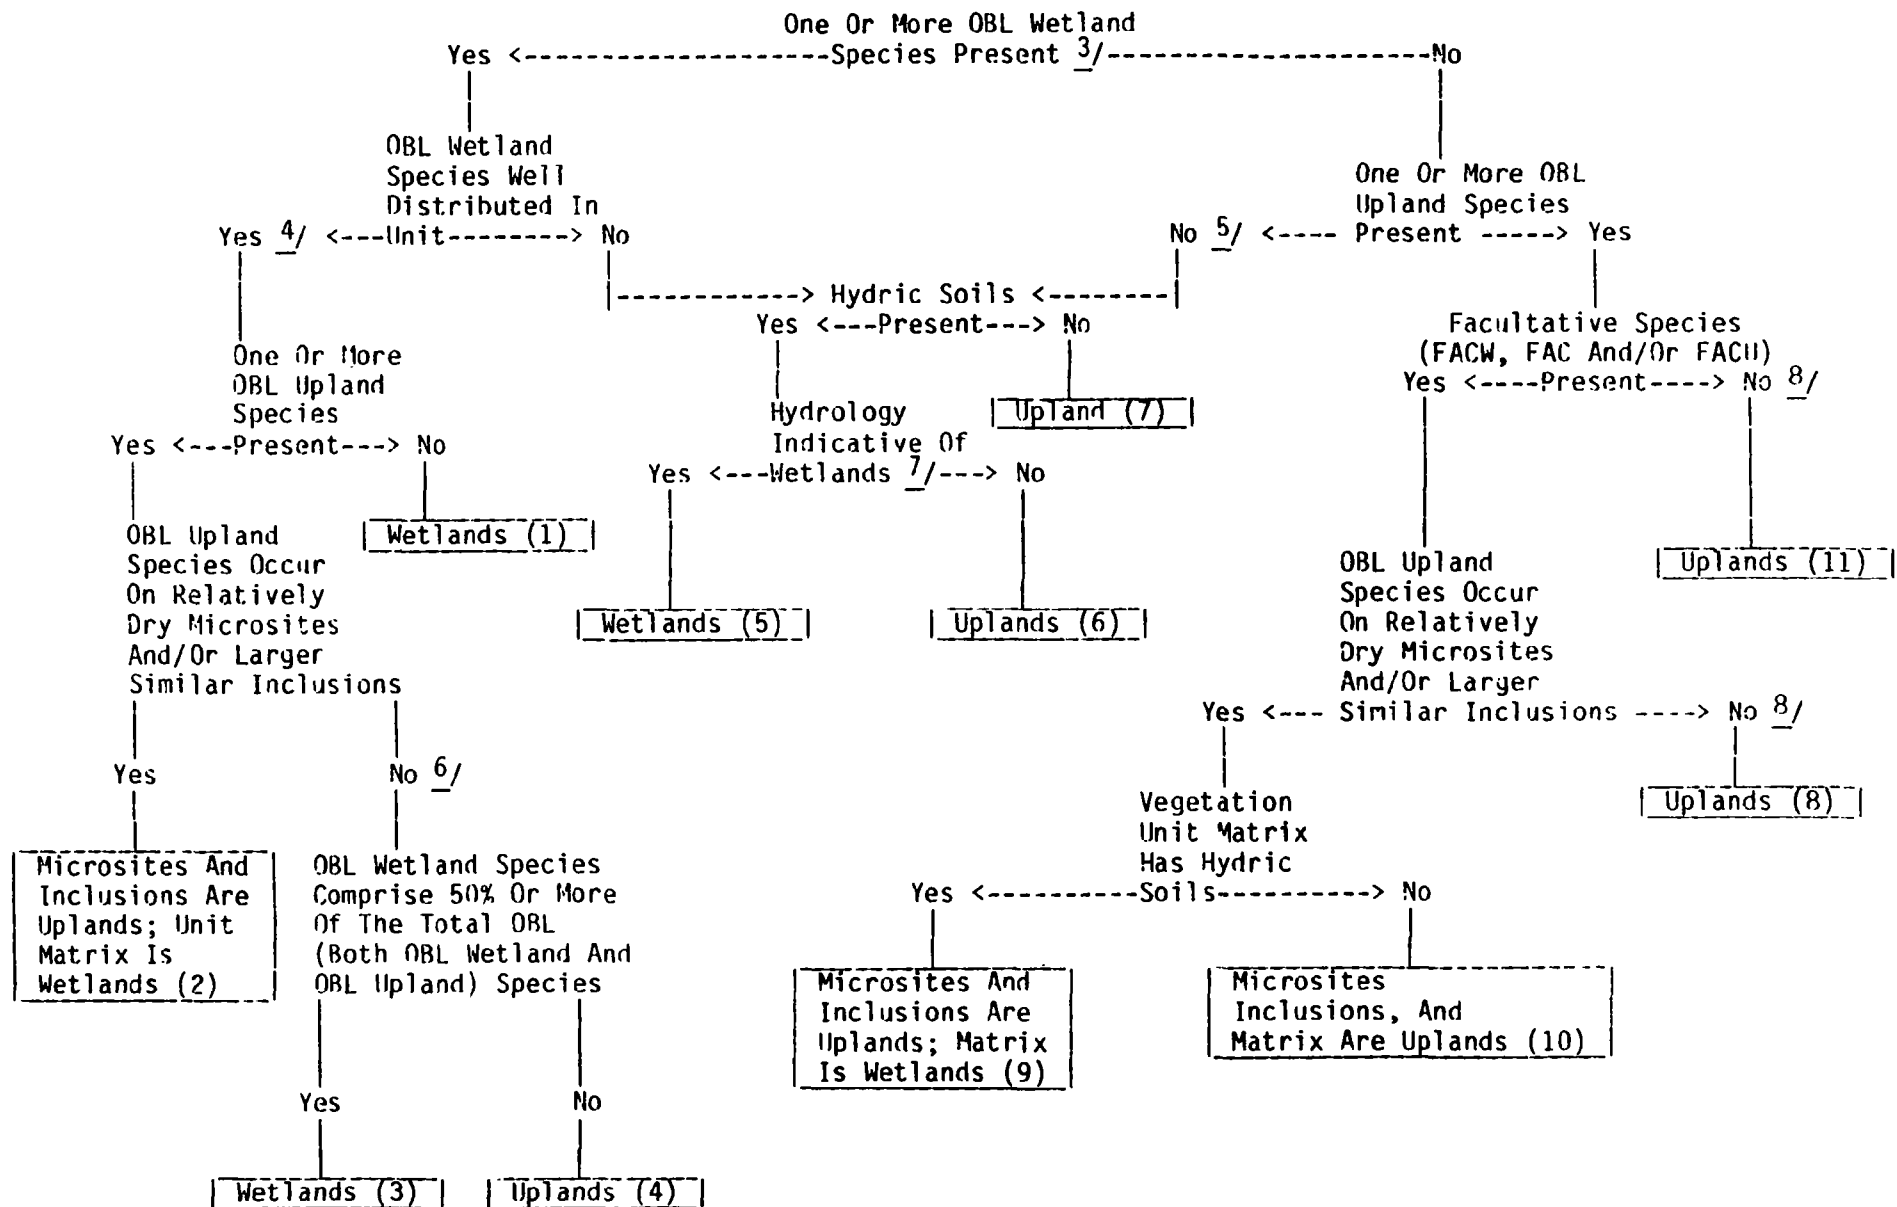 One Or More OBL Wetland
Yes <--------------------Species Present 3/--------------------No
OBL Wetland
Species Well
Distributed In
Yes 4/ <---Unit--------> No
One Or More OBL
Upland Species
No 5/ <---- Present -----> Yes
------------> Hydric Soils <--------
Yes <---Present---> No
Facultative Species
(FACW, FAC And/Or FACU)
Yes <----Present----> No 8/
One Or More
OBL Upland
Species
Yes <---Present---> No
Hydrology
Indicative Of
Yes <---Wetlands 7/---> No
Upland (7)
Wetlands (1)
OBL Upland
Species Occur
On Relatively
Dry Microsites
And/Or Larger
Similar Inclusions
Wetlands (5)
Uplands (6)
OBL Upland
Species Occur
On Relatively
Dry Microsites
And/Or Larger
Yes <--- Similar Inclusions ----> No 8/
Uplands (11)
Yes
No 6/
Vegetation
Unit Matrix
Has Hydric
Yes <----------Soils----------> No
Uplands (8)
Microsites And
Inclusions Are
Uplands; Unit
Matrix Is
Wetlands (2)
OBL Wetland Species
Comprise 50% Or More
Of The Total OBL
(Both OBL Wetland And
OBL Upland) Species
Microsites And
Inclusions Are
Uplands; Matrix
Is Wetlands (9)
Microsites
Inclusions, And
Matrix Are Uplands (10)
Yes
No
Wetlands (3)
Uplands (4)